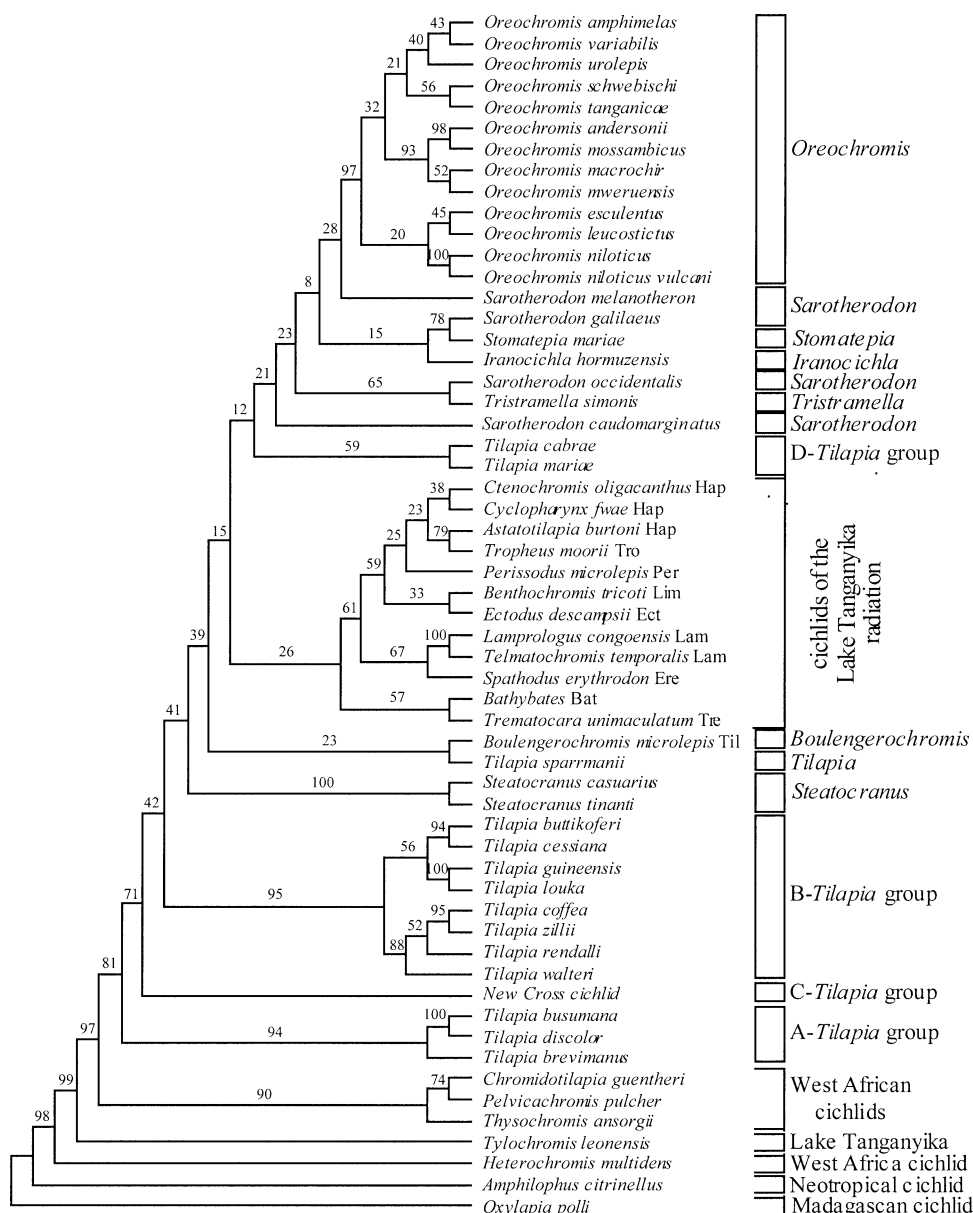 43
Oreochromis amphimelas
40
Oreochromis variabilis
Oreochromis urolepis
21
56
Oreochromis schwebischi
Oreochromis tanganicae
32
98
Oreochromis andersonii
93
Oreochromis mossambicus
Oreochromis
97
52
Oreochromis macrochir
Oreochromis mweruensis
45
Oreochromis esculentus
28
20
Oreochromis leucostictus
100
Oreochromis niloticus
Oreochromis niloticus vulcani
8
Sarotherodon melanotheron
Sarotherodon
78
Sarotherodon galilaeus
23
15
Stomatepia mariae
Stomatepia
Iranocichla hormuzensis
Iranocichla
21
65
Sarotherodon occidentalis
Sarotherodon
Tristramella simonis
Tristramella
12
Sarotherodon caudomarginatus
Sarotherodon
59
Tilapia cabrae
D-Tilapia group
Tilapia mariae
38
Ctenochromis oligacanthus Hap
23
Cyclopharynx fwae Hap
15
25
79
Astatotilapia burtoni Hap
Tropheus moorii Tro
59
Perissodus microlepis Per
33
Benthochromis tricoti Lim
61
Ectodus descampsii Ect
cichlids of the
Lake Tanganyika
radiation
39
100
Lamprologus congoensis Lam
26
67
Telmatochromis temporalis Lam
Spathodus erythrodon Ere
57
Bathybates Bat
41
Trematocara unimaculatum Tre
23
Boulengerochromis microlepis Til
Boulengerochromis
Tilapia sparrmanii
Tilapia
100
Steatocranus casuarius
Steatocranus
42
Steatocranus tinanti
94
Tilapia buttikoferi
56
Tilapia cessiana
100
Tilapia guineensis
71
95
Tilapia louka
B-Tilapia group
95
Tilapia coffea
52
Tilapia zillii
88
Tilapia rendalli
81
Tilapia walteri
New Cross cichlid
C-Tilapia group
100
Tilapia busumana
97
94
Tilapia discolor
A-Tilapia group
Tilapia brevimanus
99
74
Chromidotilapia guentheri
West African
cichlids
90
Pelvicachromis pulcher
98
Thysochromis ansorgii
Tylochromis leonensis
Lake Tanganyika
Heterochromis multidens
West Africa cichlid
Amphilophus citrinellus
Neotropical cichlid
Oxylapia polli
Madagascan cichlid